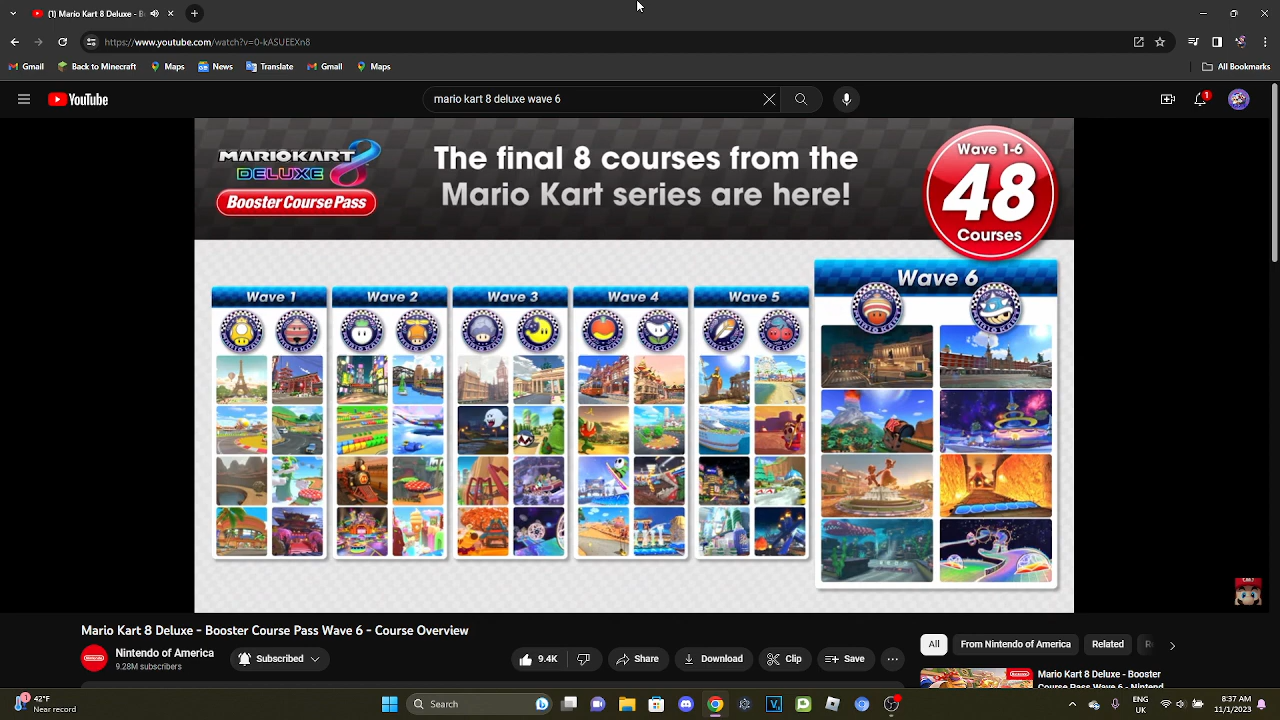 (1) Mario Kart 8 Deluxe - B
https://www.youtube.com/watch?v=0-kASUEEXn8
Gmail
Back to Minecraft
Maps
News
Translate
Gmail
Maps
All Bookmarks
YouTube
mario kart 8 deluxe wave 6
1
MARIOKART 8
DELUXE
Booster Course Pass
The final 8 courses from the
Mario Kart series are here!
Wave 1-6
48
Courses
Wave 1
Wave 2
Wave 3
Wave 4
Wave 5
Wave 6
Mario Kart 8 Deluxe – Booster Course Pass Wave 6 – Course Overview
Nintendo of America
9.28M subscribers
Subscribed
9.4K
Share
Download
Clip
Save
All
From Nintendo of America
Related
Mario Kart 8 Deluxe - Booster
Course Pass Wave 6 - Nintend
42°F
Near record
Search
ENG
IN
8:37 AM
11/7/2023